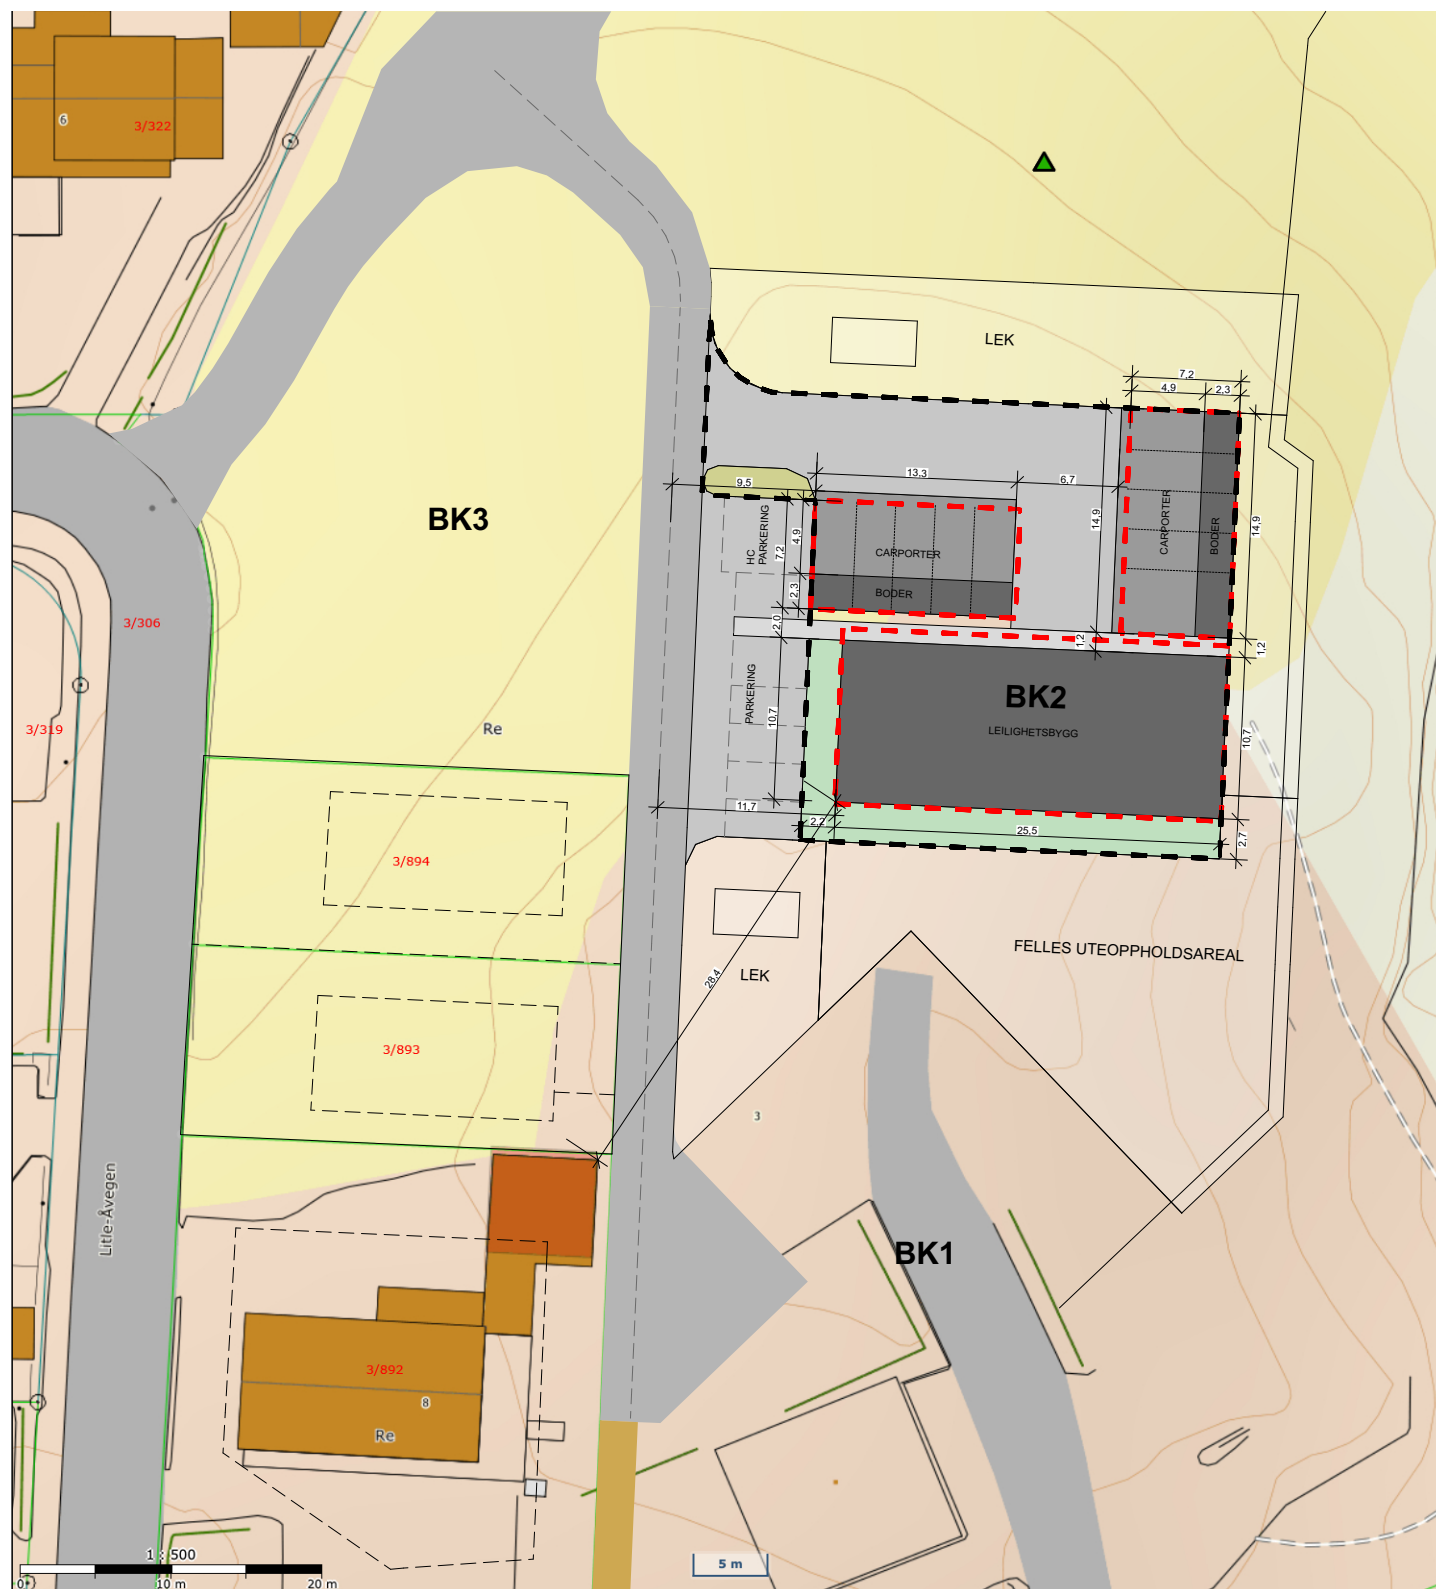 6
3/322
LEK
7,2
4,9
2,3
13,3
9,5
6,7
14,9
14,9
CARPORTER
BODER
HC
PARKERING
4,9
7,2
2,3
2,0
CARPORTER
BODER
BK3
3/306
1,2
1,2
PARKERING
BK2
LEILIGHETSBYGG
10,7
10,7
3/319
Re
11,7
2,2
25,5
2,7
3/894
FELLES UTEOPPHOLDSAREAL
LEK
28,4
3/893
3
Litle-Åvegen
BK1
3/892
8
Re
1 : 500
0
10 m
20 m
5 m